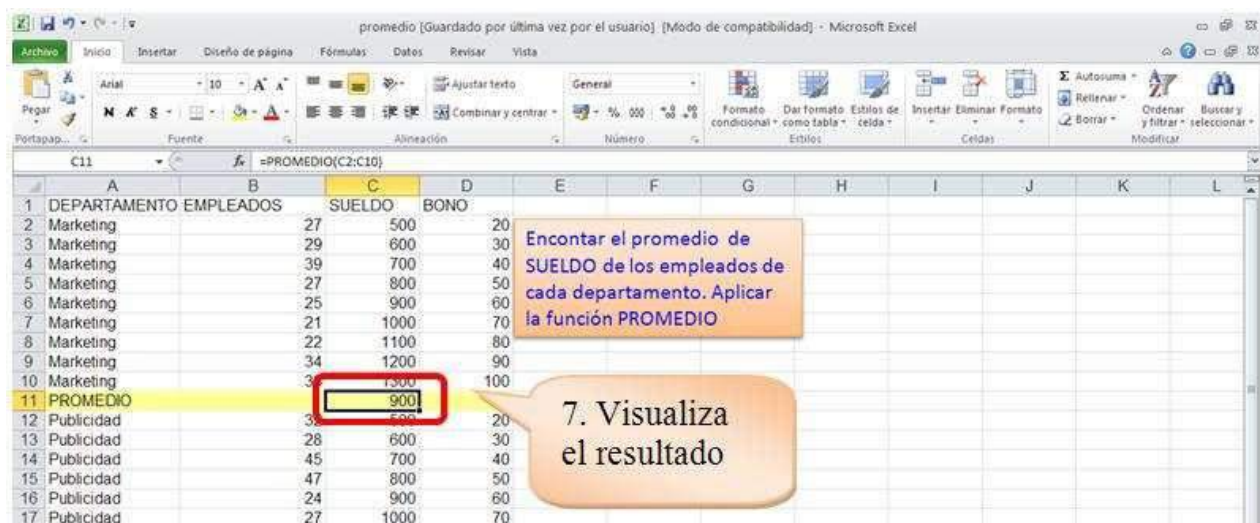 promedio [Guardado por última vez por el usuario] [Modo de compatibilidad] - Microsoft Excel
Archivo Inicio Insertar Diseño de página Fórmulas Datos Revisar Vista
Pegar
Arial 10
N K S
Ajustar texto
Combinar y centrar
General
% 000
Formato condicional
Dar formato como tabla
Estilos de celda
Insertar Eliminar Formato
Σ Autosuma
Rellenar
Borrar
Ordenar y filtrar
Buscar y seleccionar
Portapap... Fuente Alineación Número Estilos Celdas Modificar
C11 fx =PROMEDIO(C2:C10)
A B C D E F G H I J K L
1 DEPARTAMENTO EMPLEADOS SUELDO BONO
2 Marketing 27 500 20
3 Marketing 29 600 30
4 Marketing 39 700 40
5 Marketing 27 800 50
6 Marketing 25 900 60
7 Marketing 21 1000 70
8 Marketing 22 1100 80
9 Marketing 34 1200 90
10 Marketing 1300 100
11 PROMEDIO 900
12 Publicidad 500 20
13 Publicidad 28 600 30
14 Publicidad 45 700 40
15 Publicidad 47 800 50
16 Publicidad 24 900 60
17 Publicidad 27 1000 70
Encontar el promedio de
SUELDO de los empleados de
cada departamento. Aplicar
la función PROMEDIO
7. Visualiza
el resultado